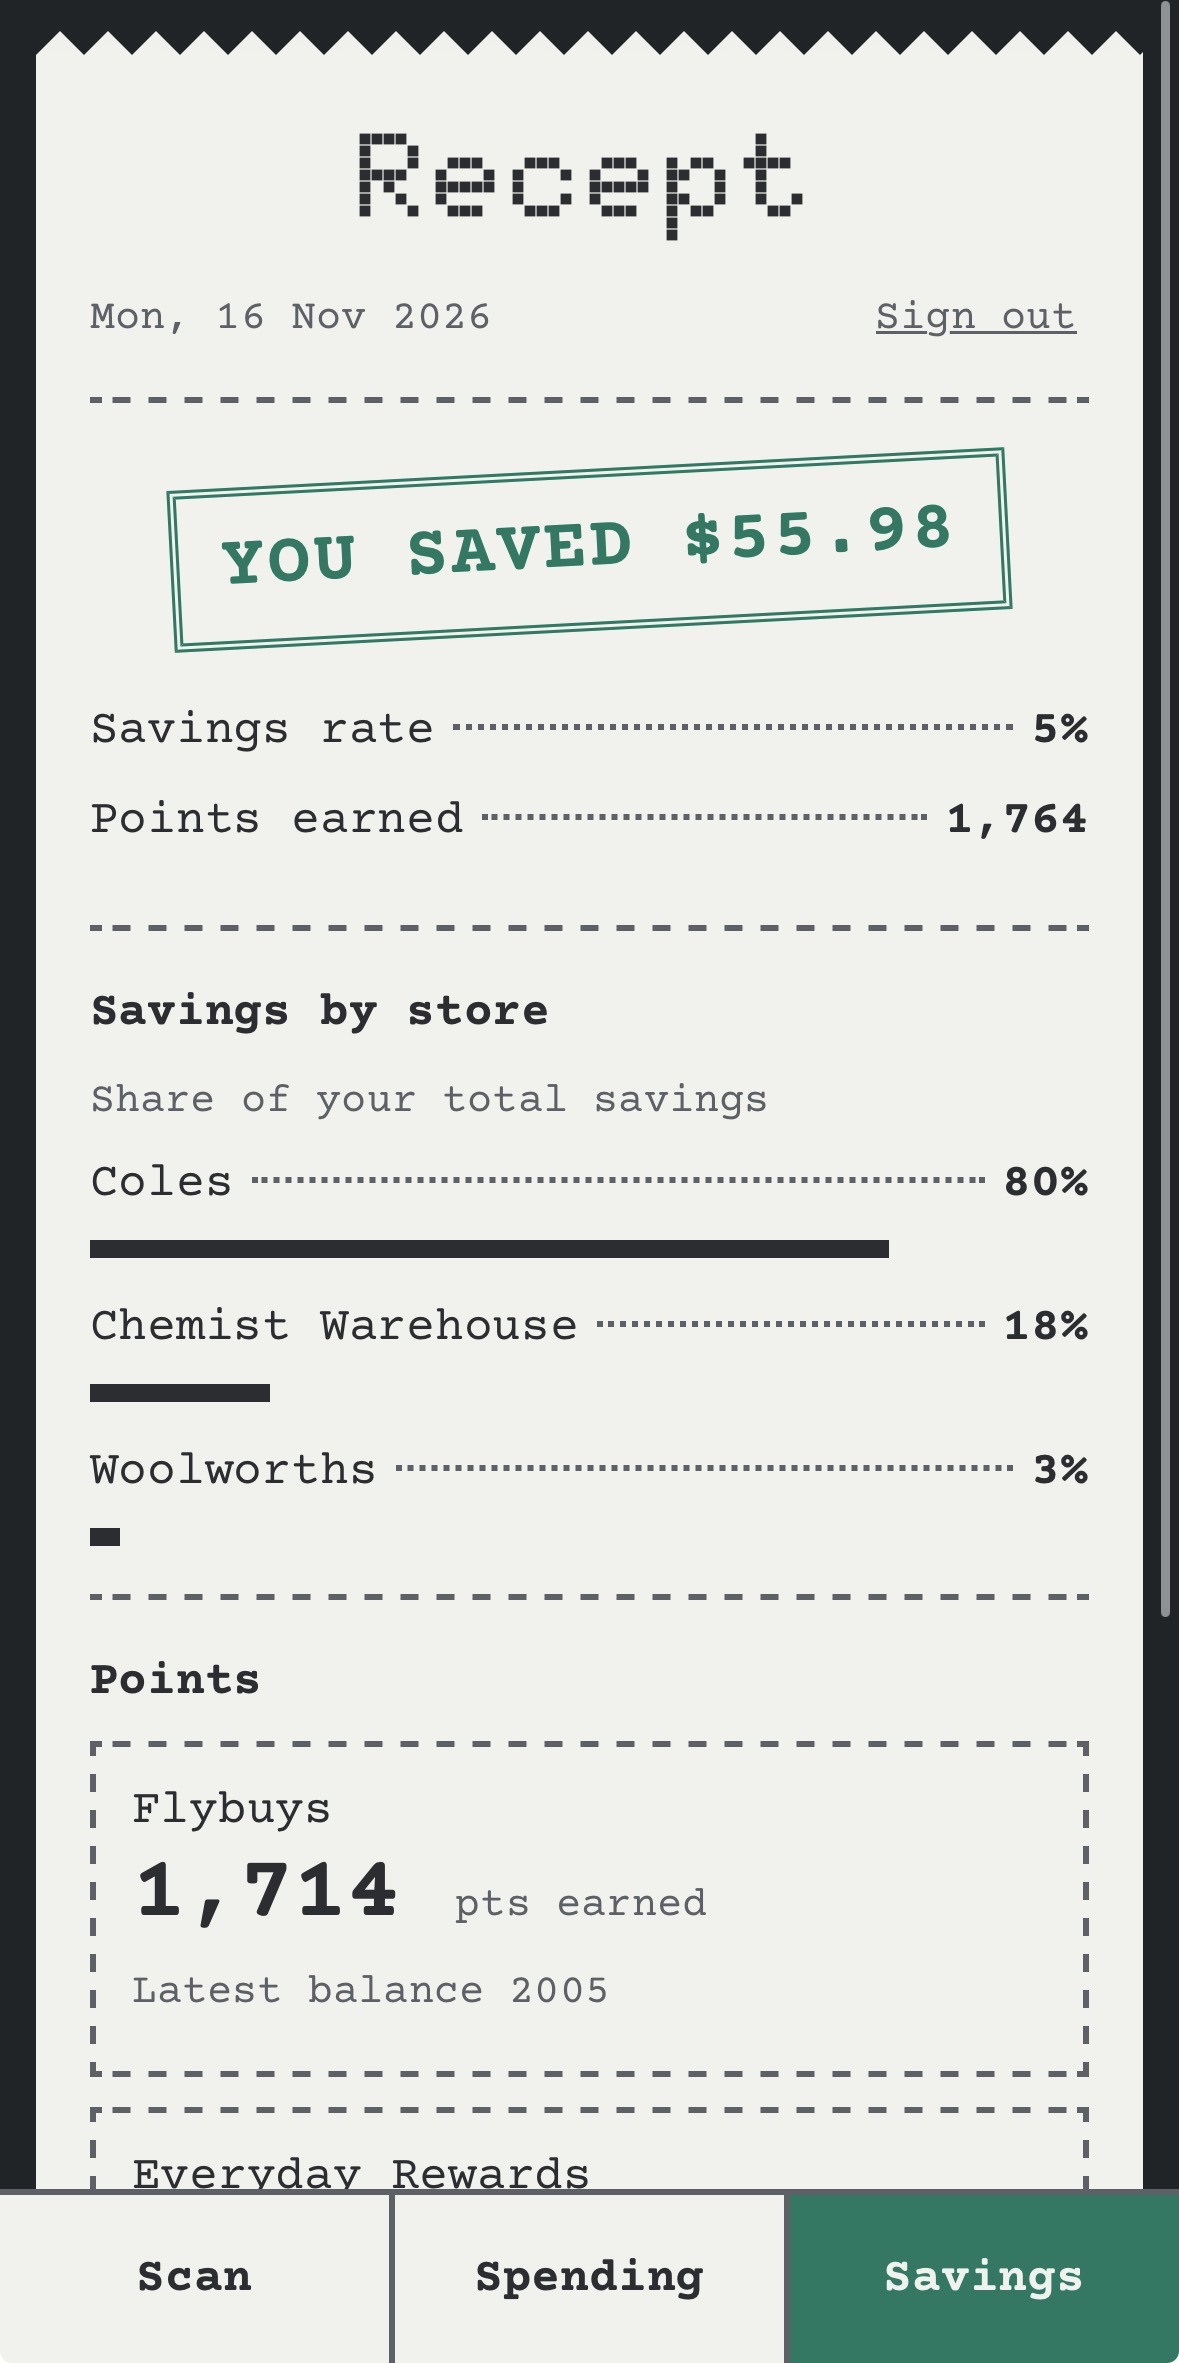 Recept
Mon, 16 Nov 2026 Sign out
YOU SAVED $55.98
Savings rate 5%
Points earned 1,764
Savings by store
Share of your total savings
Coles 80%
Chemist Warehouse 18%
Woolworths 3%
Points
Flybuys
1,714 pts earned
Latest balance 2005
Everyday Rewards
Scan Spending Savings